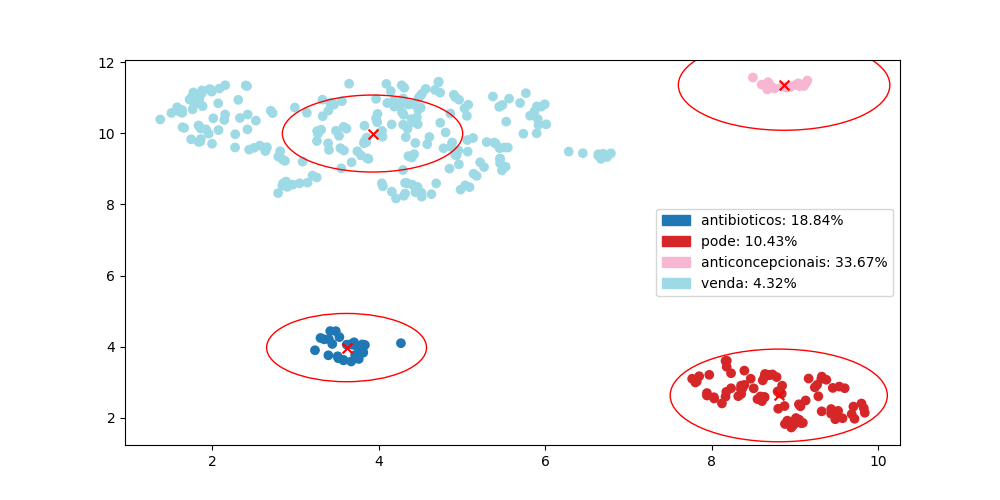 12
10
8
6
4
2
antibioticos: 18.84%
pode: 10.43%
anticoncepcionais: 33.67%
venda: 4.32%
2 4 6 8 10